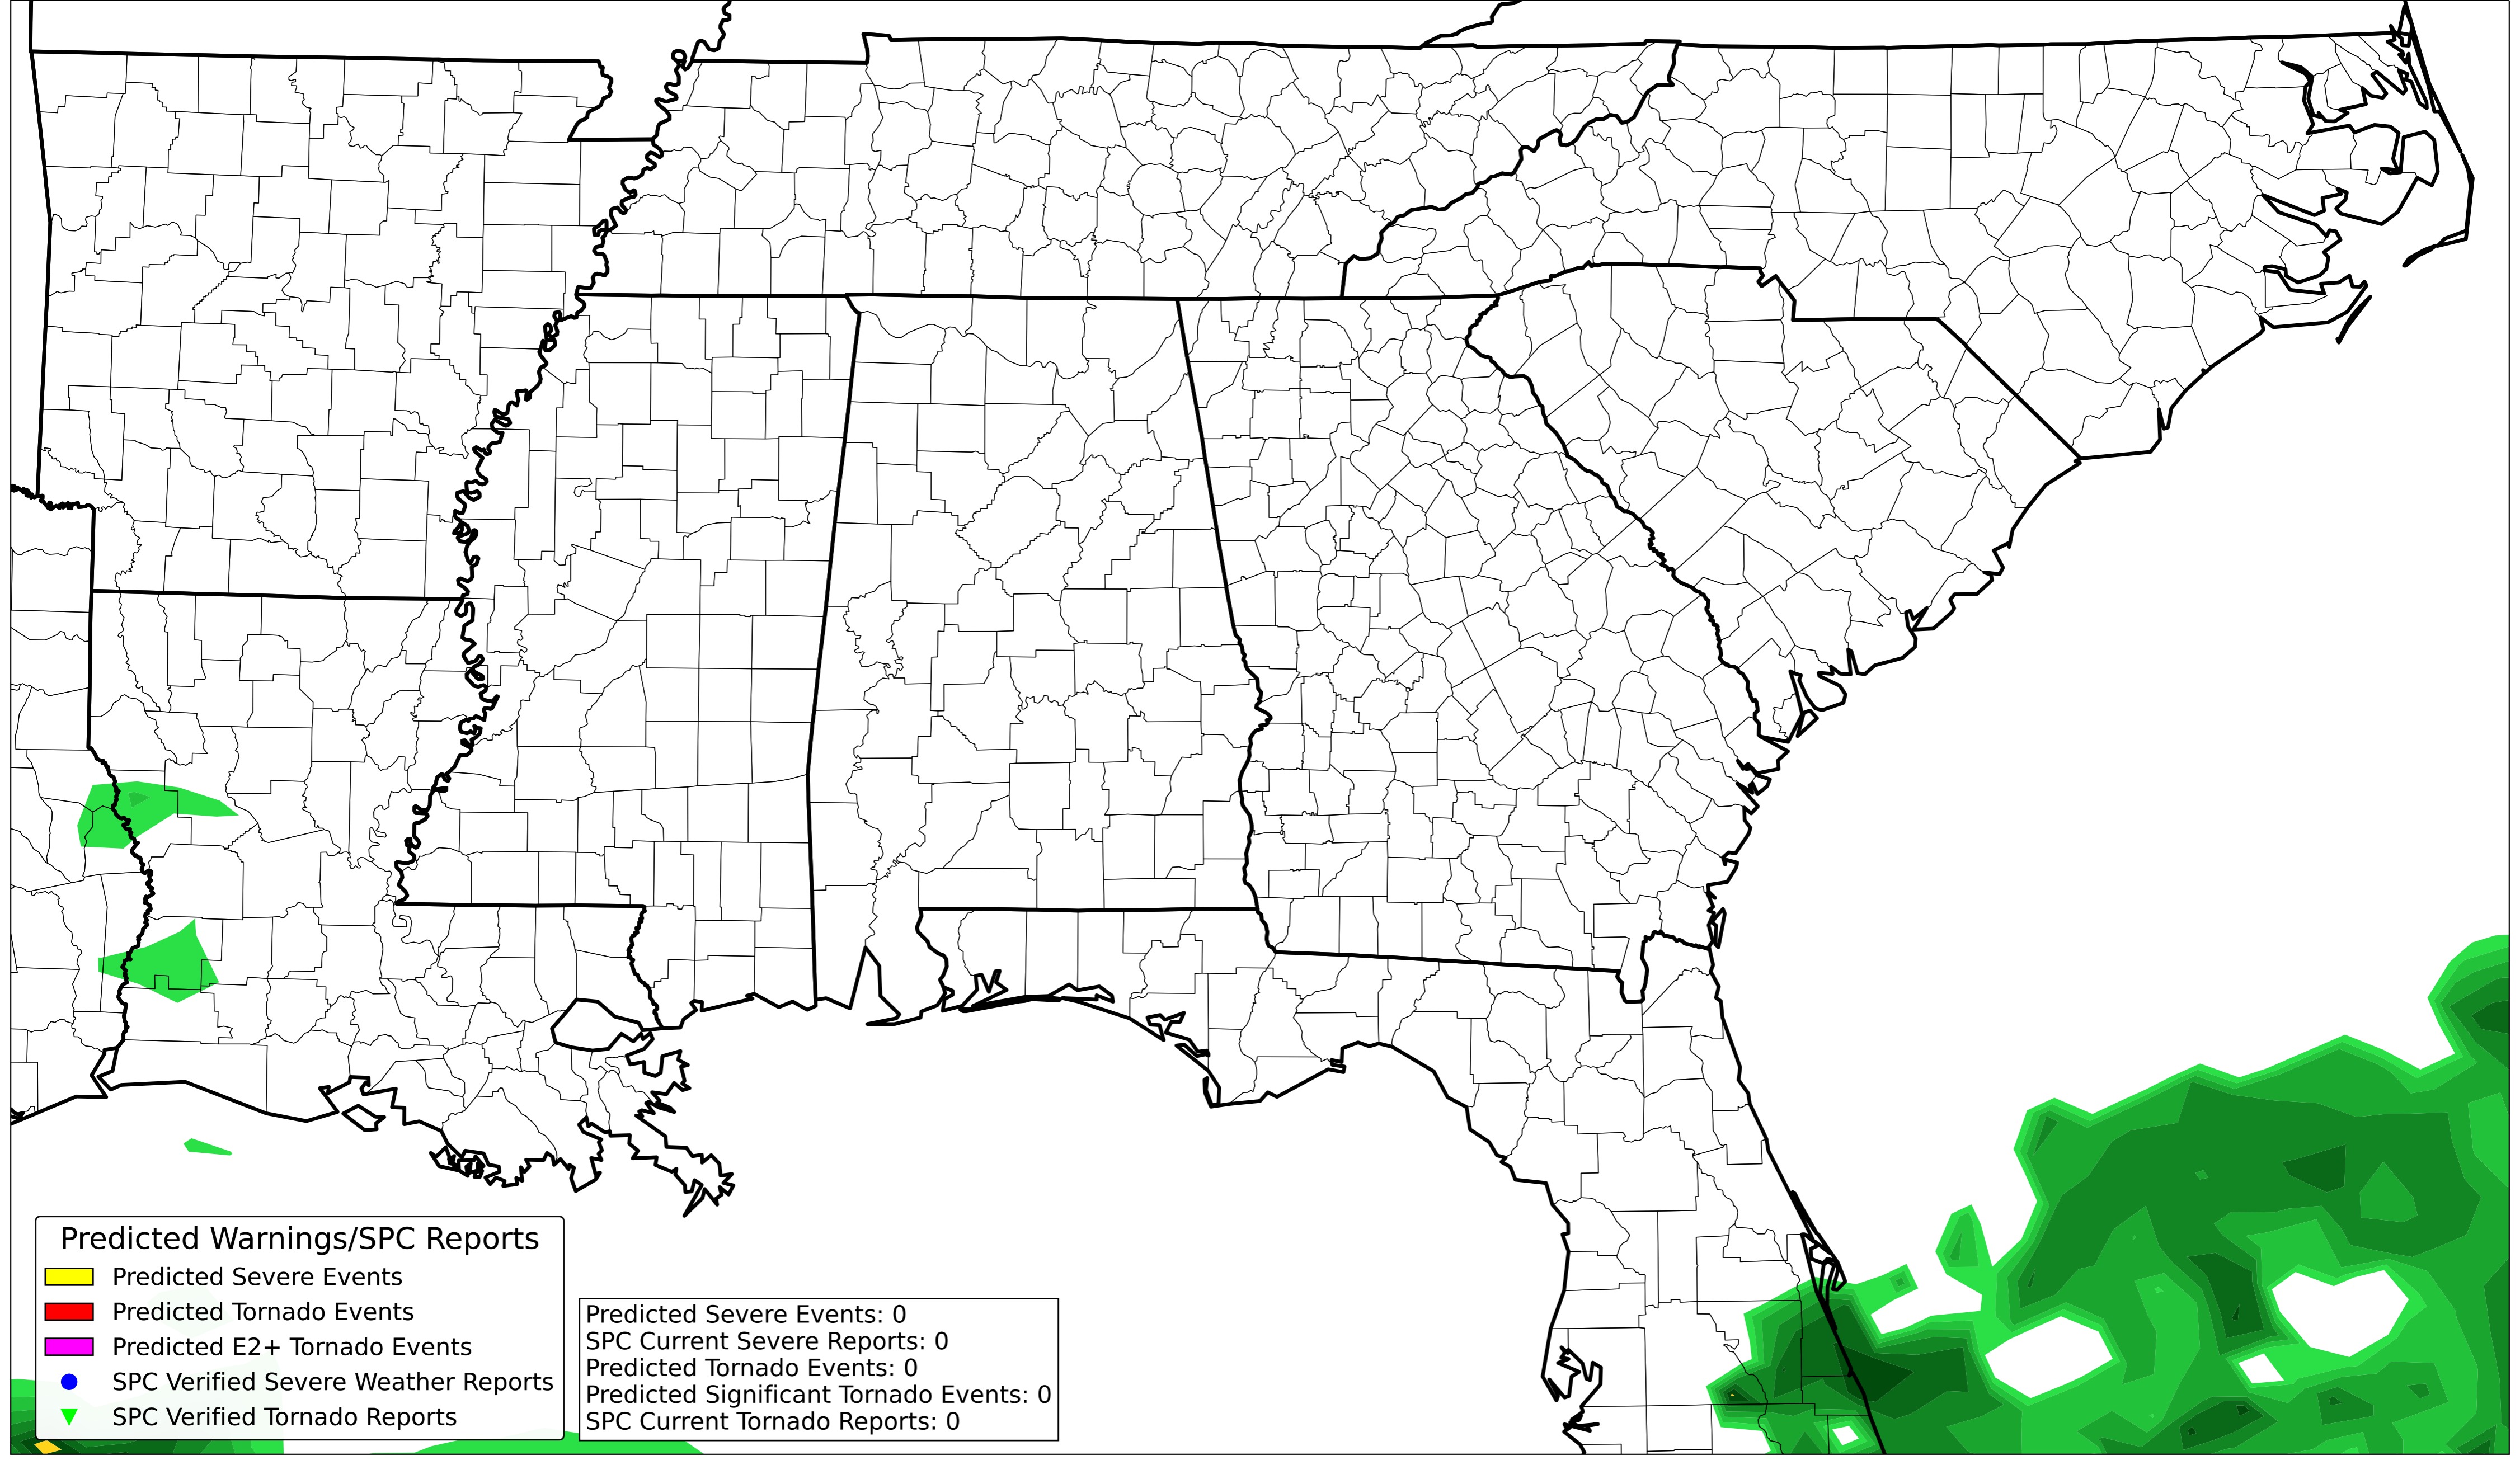 Predicted Warnings/SPC Reports
Predicted Severe Events
Predicted Tornado Events
Predicted E2+ Tornado Events
SPC Verified Severe Weather Reports
SPC Verified Tornado Reports
Predicted Severe Events: 0
SPC Current Severe Reports: 0
Predicted Tornado Events: 0
Predicted Significant Tornado Events: 0
SPC Current Tornado Reports: 0